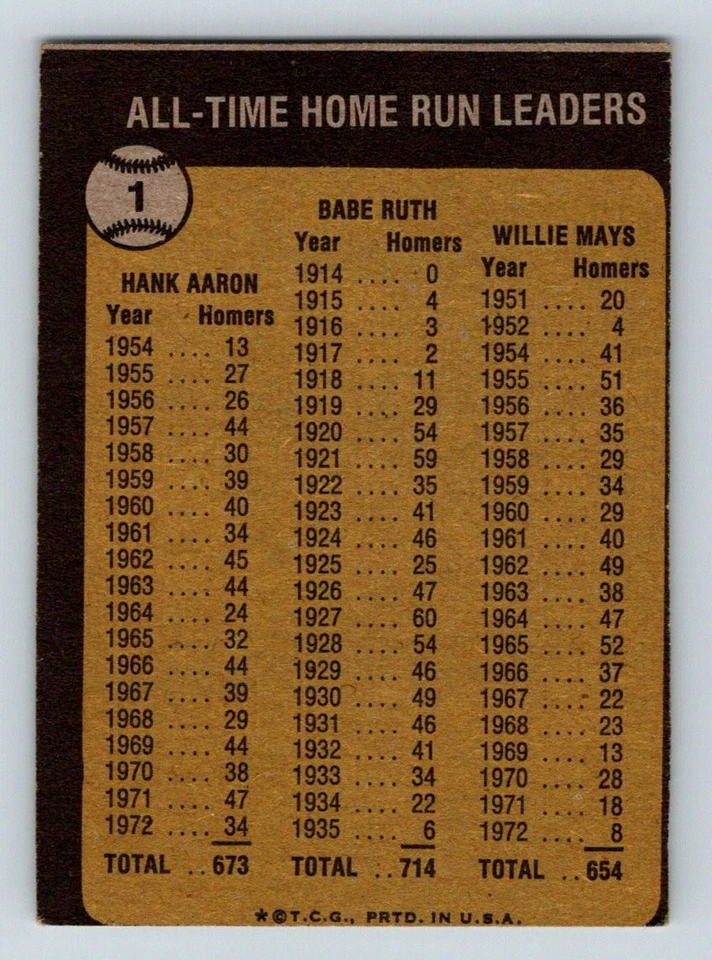 ALL-TIME HOME RUN LEADERS
1
HANK AARON
Year Homers
1954 .... 13
1955 .... 27
1956 .... 26
1957 .... 44
1958 .... 30
1959 .... 39
1960 .... 40
1961 .... 34
1962 .... 45
1963 .... 44
1964 .... 24
1965 .... 32
1966 .... 44
1967 .... 39
1968 .... 29
1969 .... 44
1970 .... 38
1971 .... 47
1972 .... 34
TOTAL .. 673
BABE RUTH
Year Homers
1914 .... 0
1915 .... 4
1916 .... 3
1917 .... 2
1918 .... 11
1919 .... 29
1920 .... 54
1921 .... 59
1922 .... 35
1923 .... 41
1924 .... 46
1925 .... 25
1926 .... 47
1927 .... 60
1928 .... 54
1929 .... 46
1930 .... 49
1931 .... 46
1932 .... 41
1933 .... 34
1934 .... 22
1935 .... 6
TOTAL .. 714
WILLIE MAYS
Year Homers
1951 .... 20
1952 .... 4
1954 .... 41
1955 .... 51
1956 .... 36
1957 .... 35
1958 .... 29
1959 .... 34
1960 .... 29
1961 .... 40
1962 .... 49
1963 .... 38
1964 .... 47
1965 .... 52
1966 .... 37
1967 .... 22
1968 .... 23
1969 .... 13
1970 .... 28
1971 .... 18
1972 .... 8
TOTAL .. 654
*©T.C.G., PRTD. IN U.S.A.